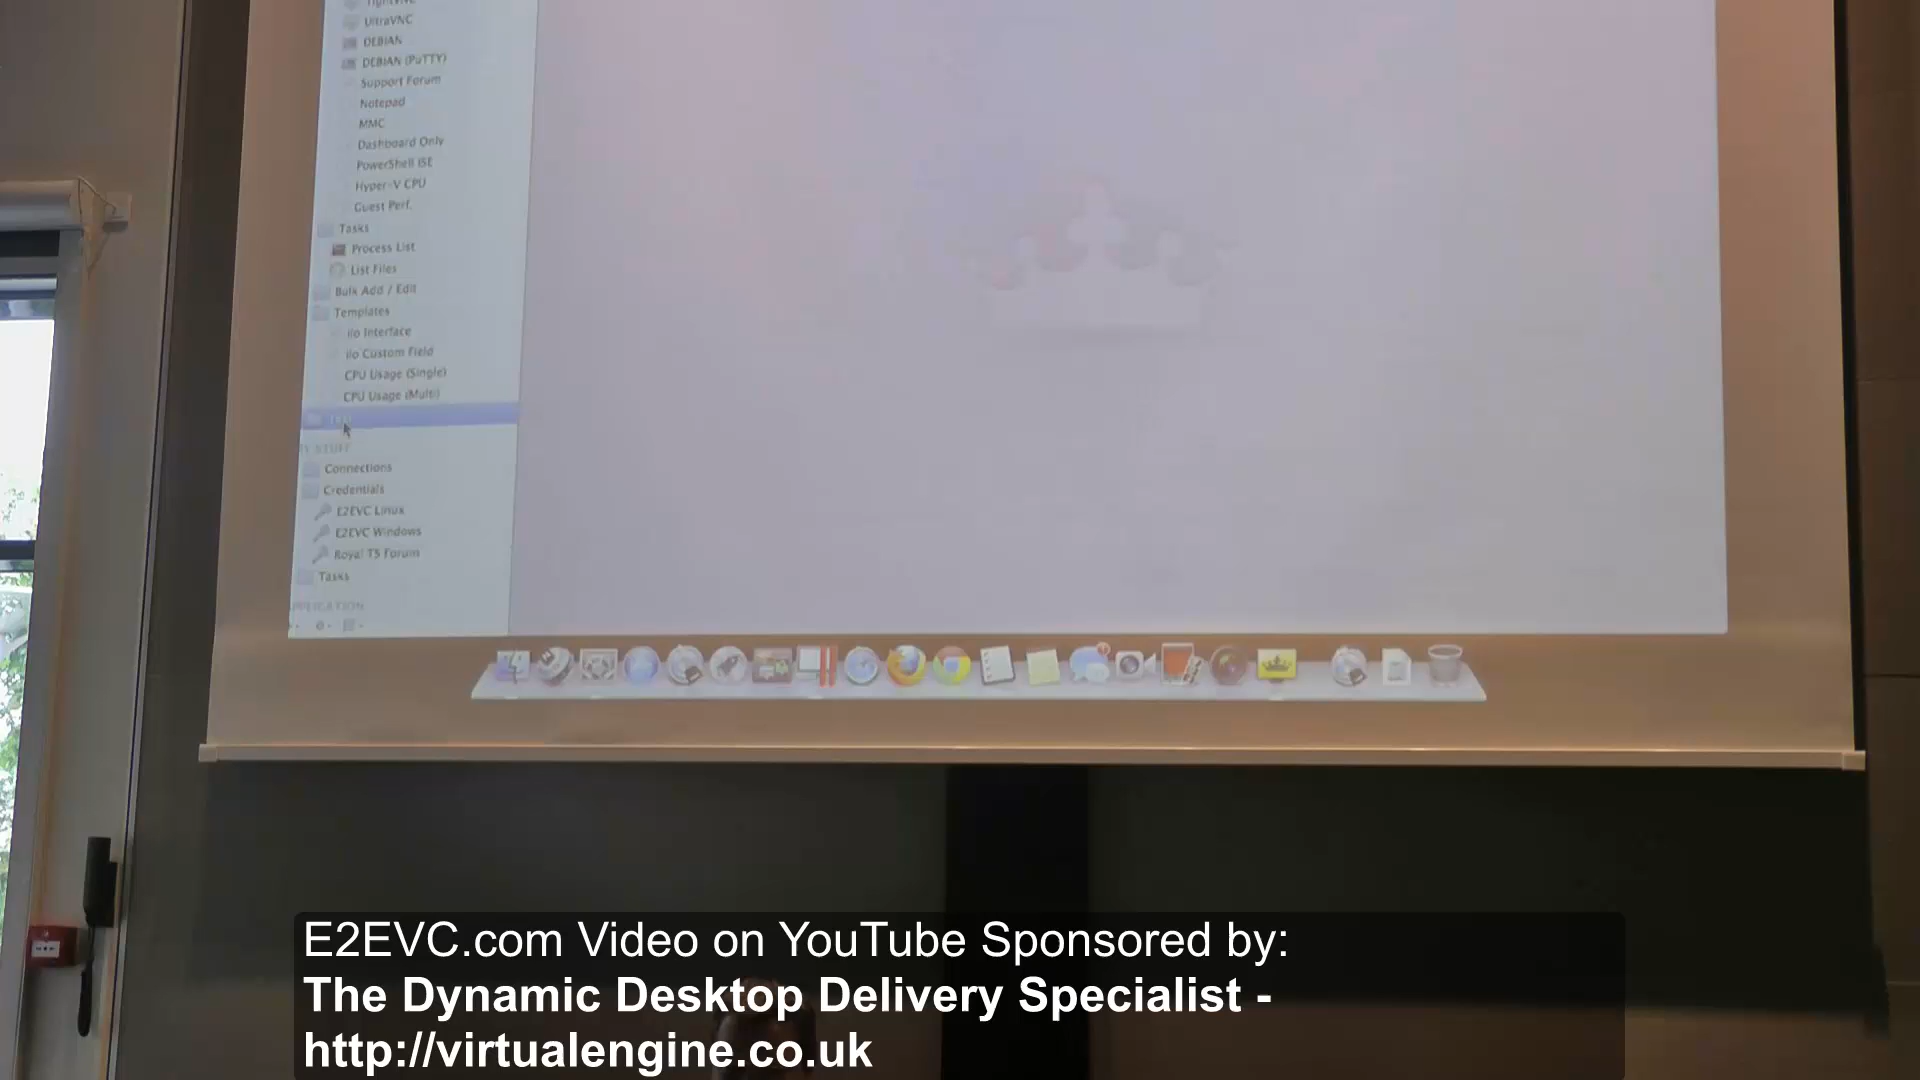 TightVNC
UltraVNC
DEBIAN
DEBIAN (PuTTY)
Support Forum
Notepad
MMC
Dashboard Only
PowerShell ISE
Hyper-V CPU
Guest Perf.
Tasks
Process List
List Files
Bulk Add / Edit
Templates
ilo Interface
ilo Custom Field
CPU Usage (Single)
CPU Usage (Multi)
STUFF
Connections
Credentials
E2EVC Linux
E2EVC Windows
Royal TS Forum
Tasks
E2EVC.com Video on YouTube Sponsored by:
The Dynamic Desktop Delivery Specialist -
http://virtualengine.co.uk